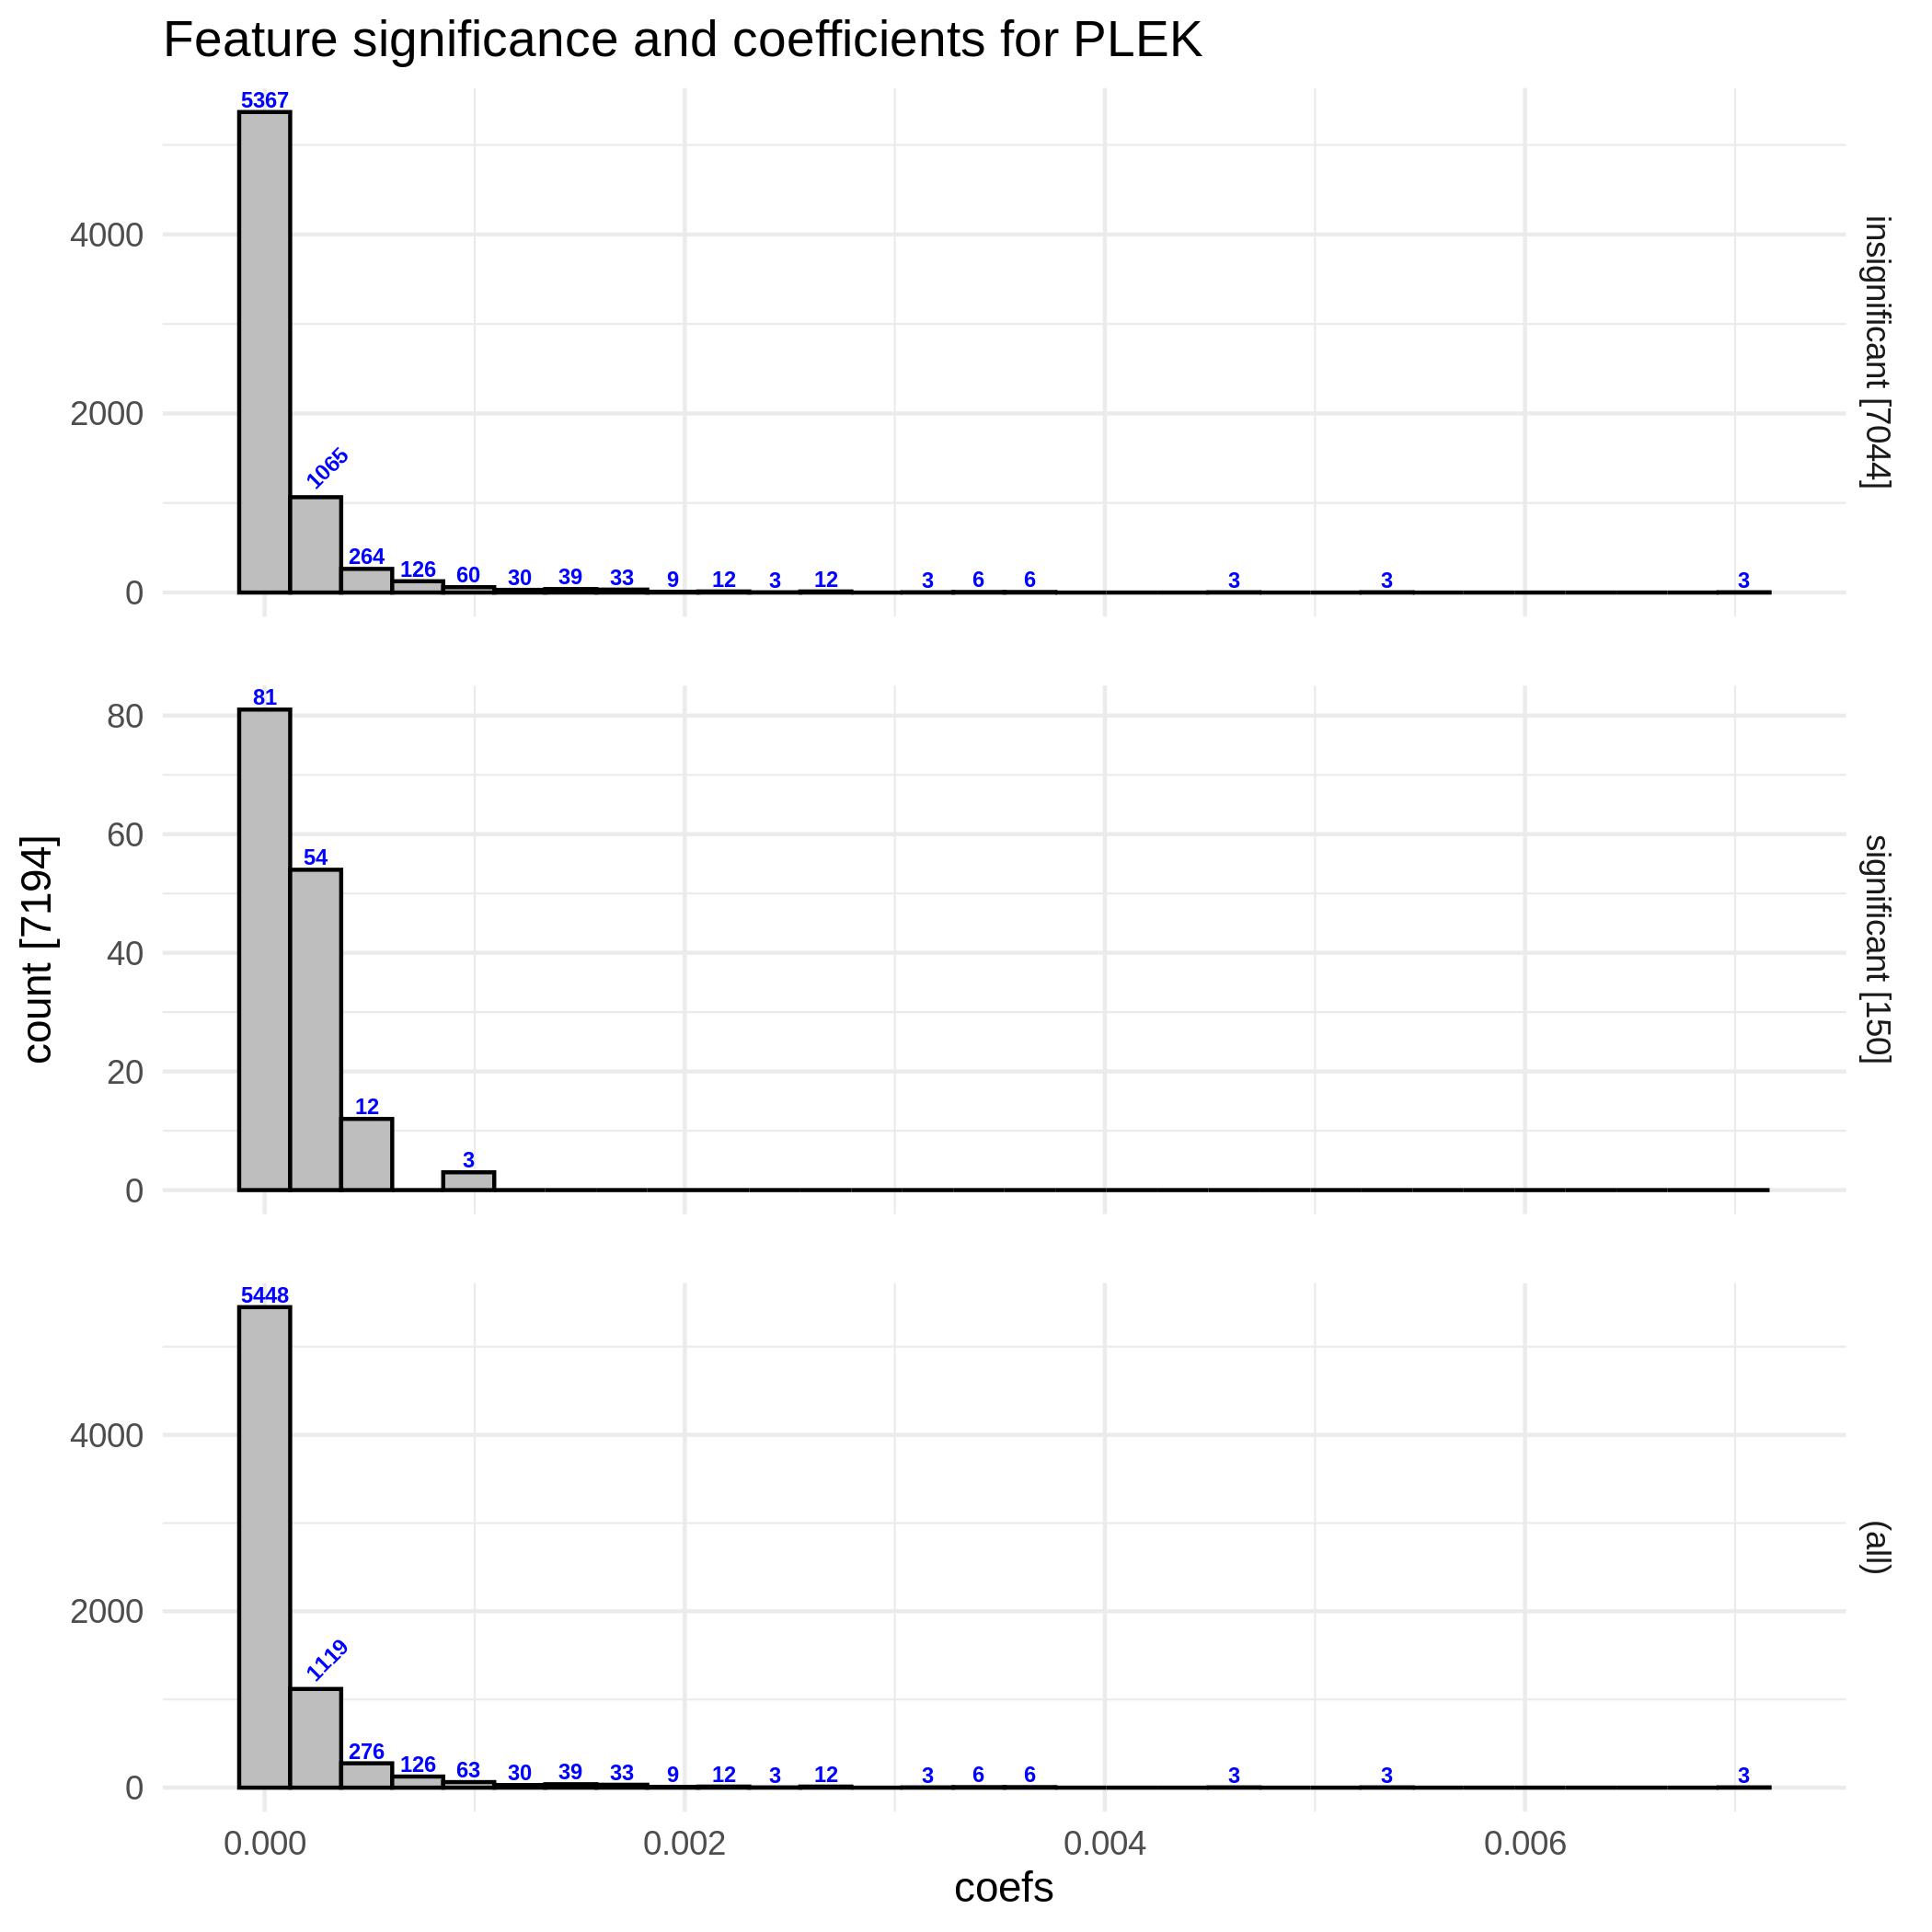 Feature significance and coefficients for PLEK
5367
4000
2000
0
1065
264 126 60 30 39 33 9 12 3 12 3 6 6 3 3 3
insignificant [7044]
count [7194]
81
80
60
40
20
0
54
12
3
significant [150]
5448
4000
2000
0
1119
276 126 63 30 39 33 9 12 3 12 3 6 6 3 3 3
(all)
0.000 0.002 0.004 0.006
coefs